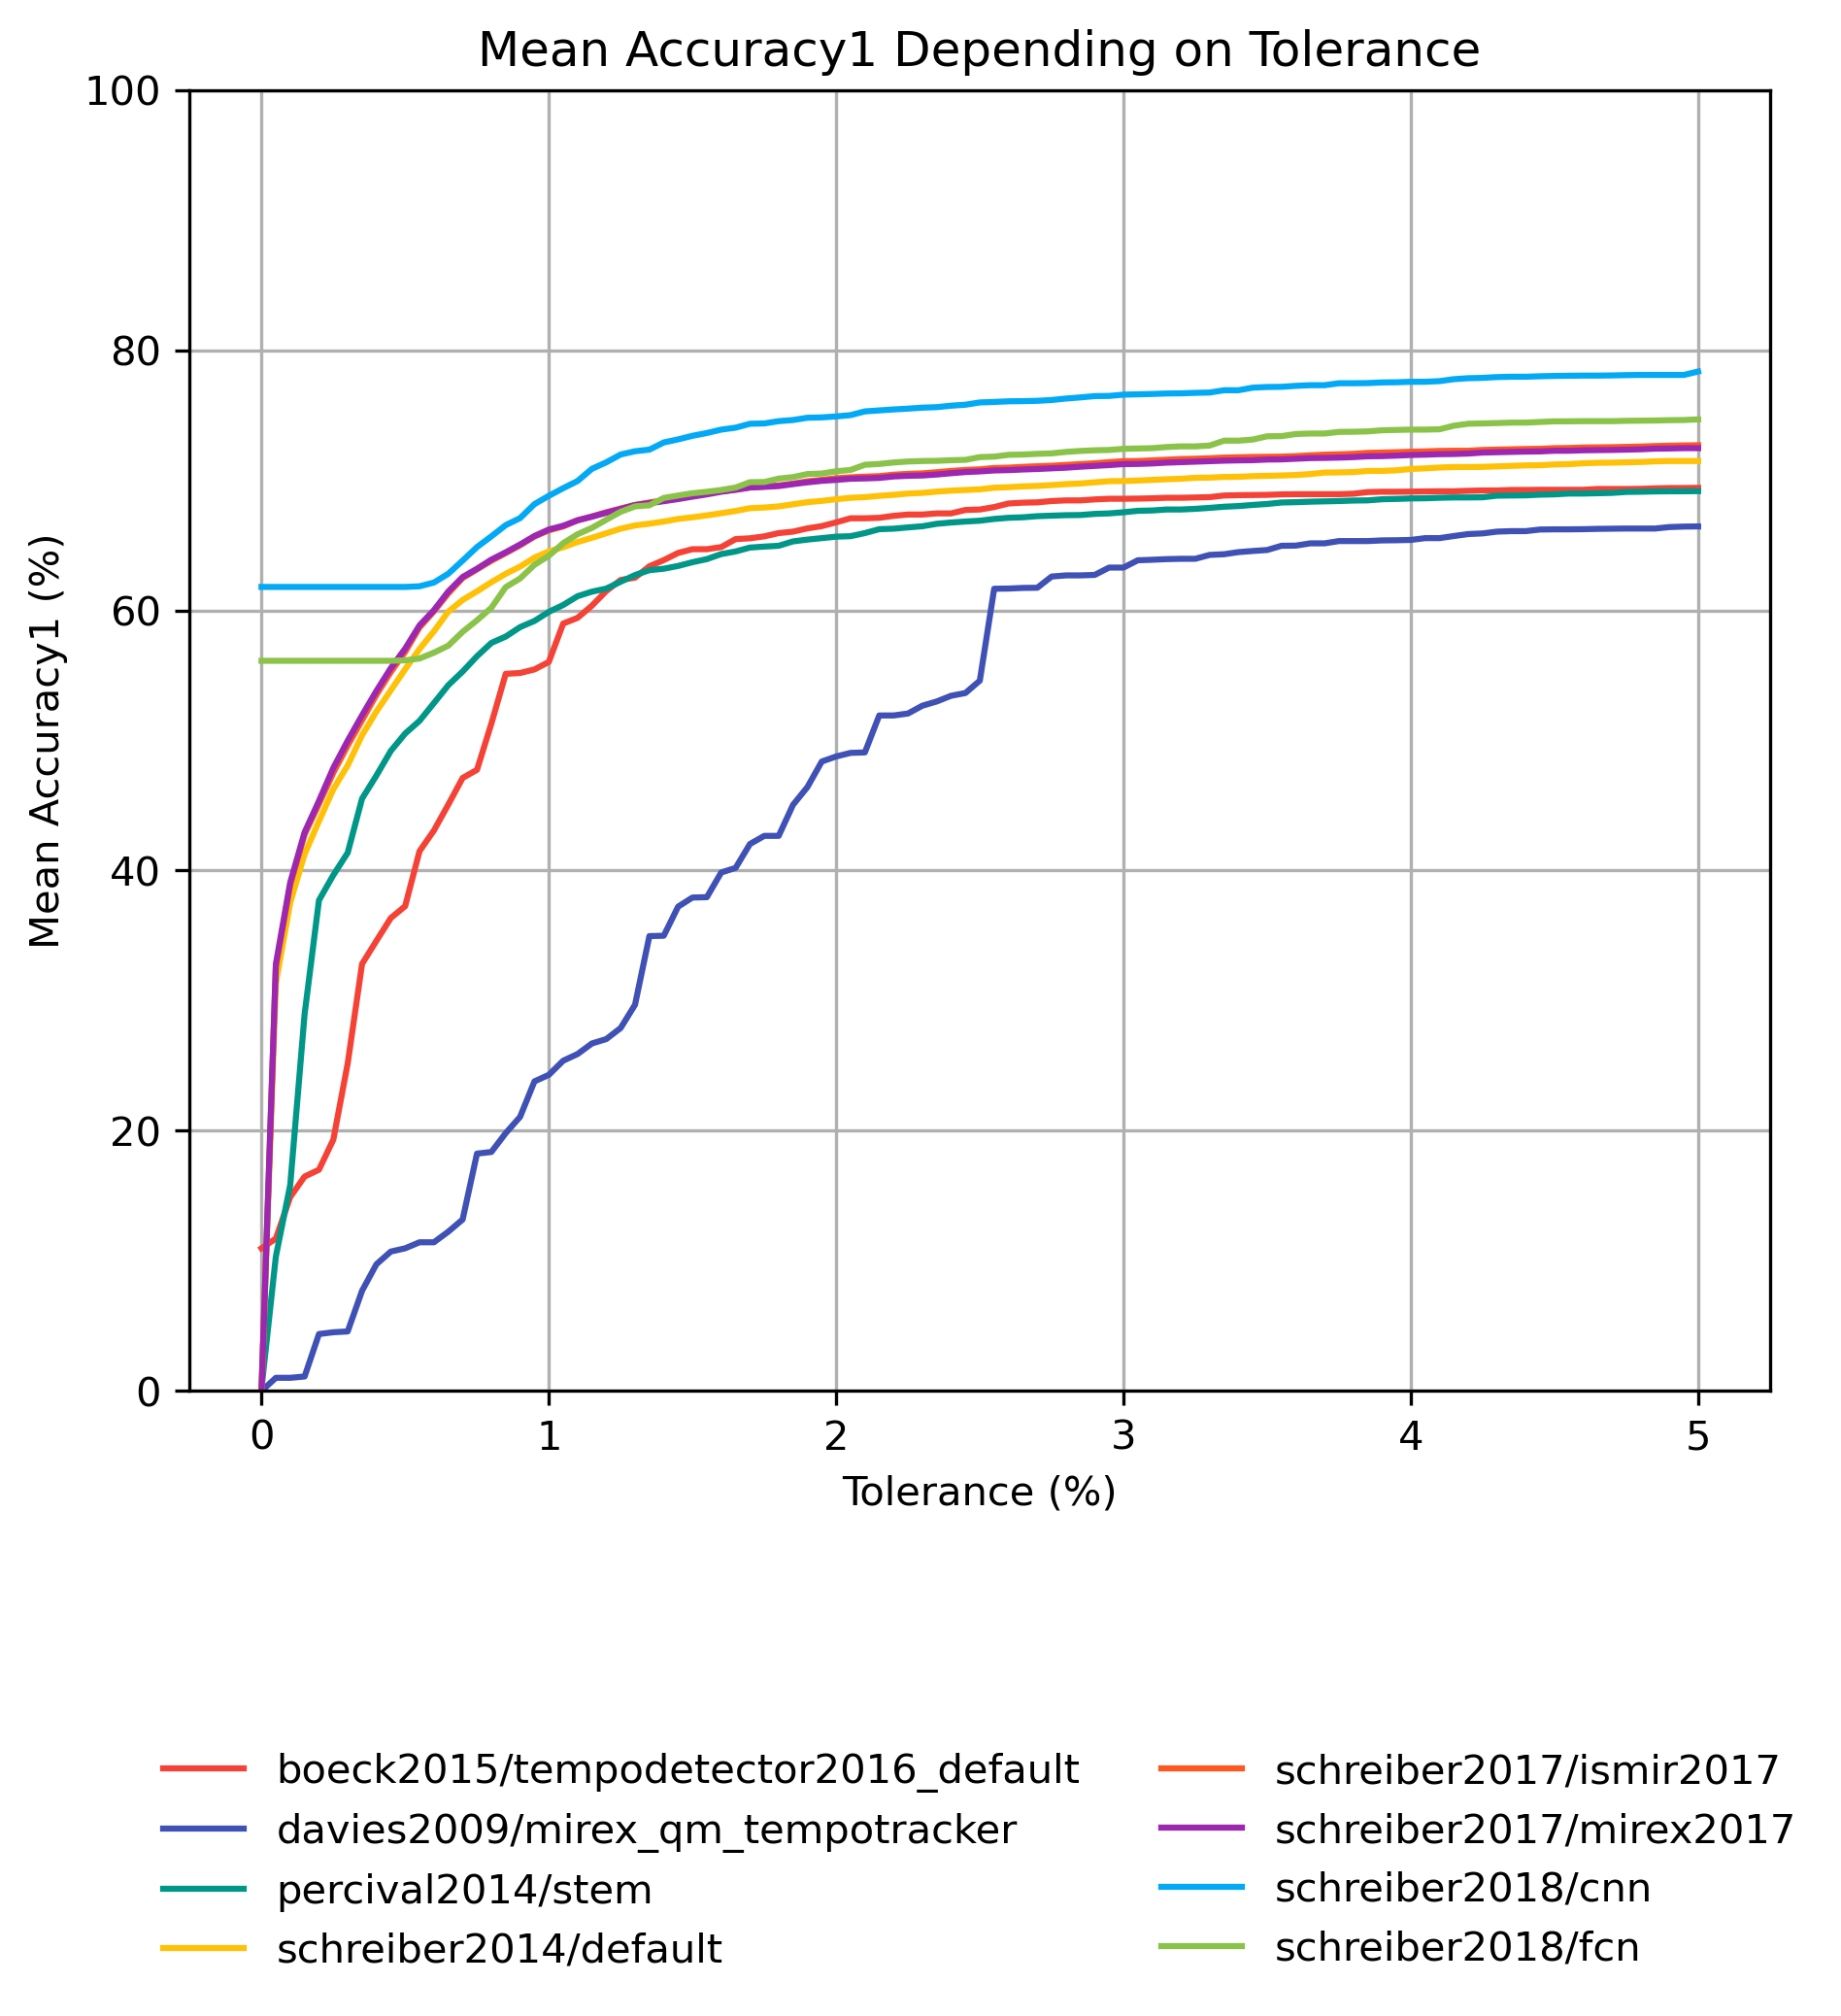 Mean Accuracy1 Depending on Tolerance
100
80
60
40
20
0
Mean Accuracy1 (%)
0 1 2 3 4 5
Tolerance (%)
boeck2015/tempodetector2016_default
davies2009/mirex_qm_tempotracker
percival2014/stem
schreiber2014/default
schreiber2017/ismir2017
schreiber2017/mirex2017
schreiber2018/cnn
schreiber2018/fcn